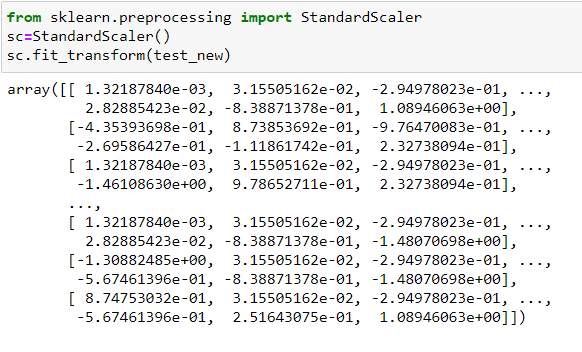 from sklearn.preprocessing import StandardScaler
sc=StandardScaler()
sc.fit_transform(test_new)
array([[ 1.32187840e-03,  3.15505162e-02, -2.94978023e-01, ...,
         2.82885423e-02, -8.38871378e-01,  1.08946063e+00],
       [-4.35393698e-01,  8.73853692e-01, -9.76470083e-01, ...,
        -2.69586427e-01, -1.11861742e-01,  2.32738094e-01],
       [ 1.32187840e-03,  3.15505162e-02, -2.94978023e-01, ...,
        -1.46108630e+00,  9.78652711e-01,  2.32738094e-01],
       ...,
       [ 1.32187840e-03,  3.15505162e-02, -2.94978023e-01, ...,
         2.82885423e-02, -8.38871378e-01, -1.48070698e+00],
       [-1.30882485e+00,  3.15505162e-02, -2.94978023e-01, ...,
        -5.67461396e-01, -8.38871378e-01, -1.48070698e+00],
       [ 8.74753032e-01,  3.15505162e-02, -2.94978023e-01, ...,
        -5.67461396e-01,  2.51643075e-01,  1.08946063e+00]])